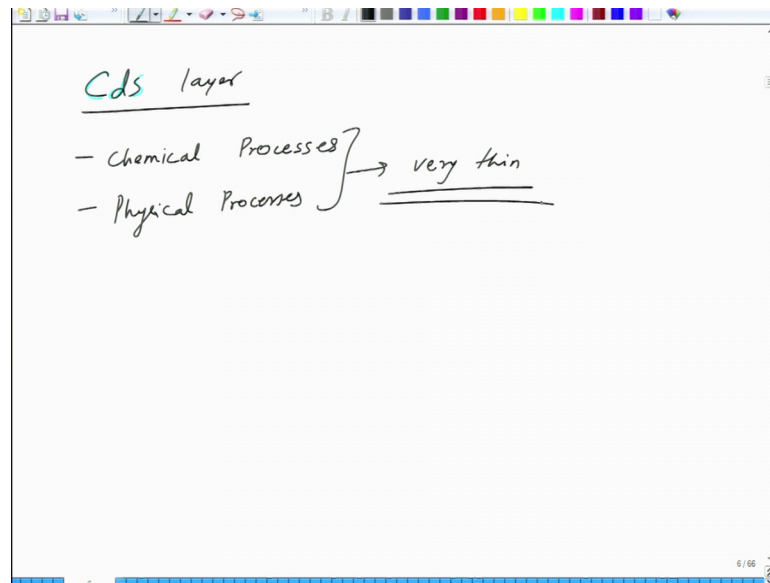 Cds layer
- Chemical Processes
- Physical Processes
→ very thin
6/66